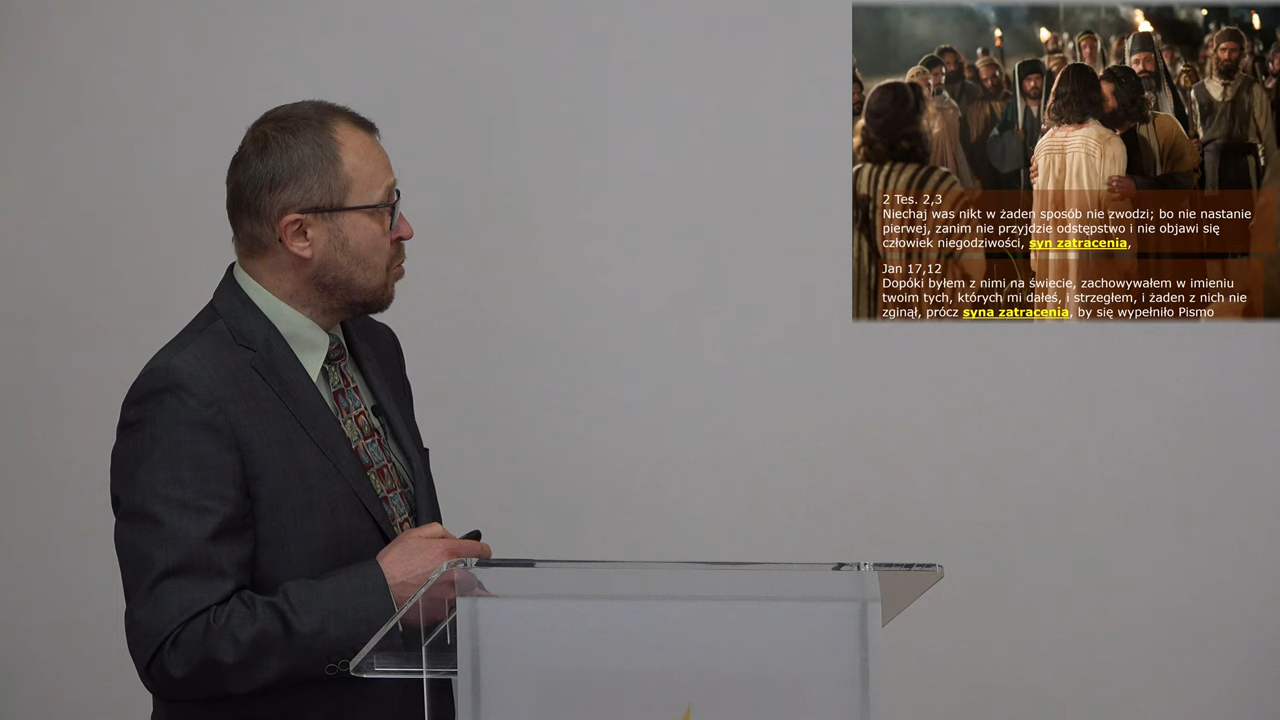 2 Tes. 2,3
Niechaj was nikt w żaden sposób nie zwodzi; bo nie nastanie
pierwej, zanim nie przyjdzie odstępstwo i nie objawi się
człowiek niegodziwości, syn zatracenia,
Jan 17,12
Dopóki byłem z nimi na świecie, zachowywałem w imieniu
twoim tych, których mi dałeś, i strzegłem, i żaden z nich nie
zginął, prócz syna zatracenia, by się wypełniło Pismo